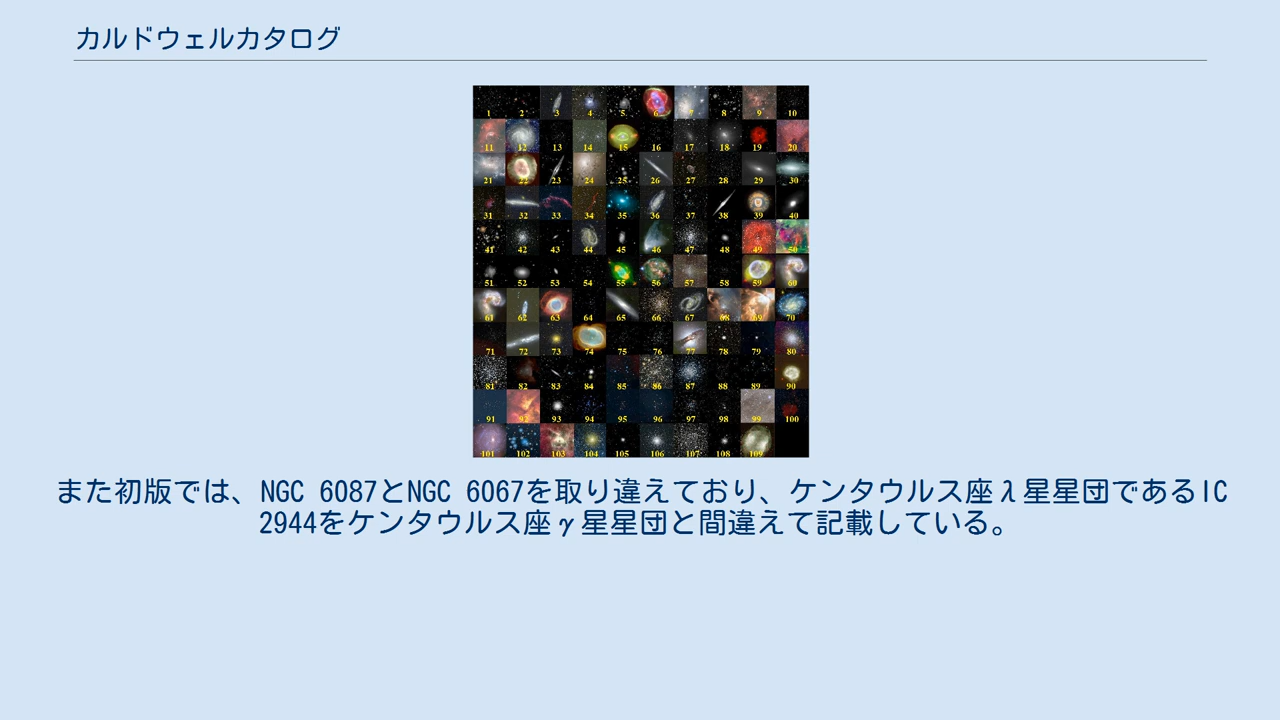 カルドウェルカタログ
1 2 3 4 5 6 7 8 9 10
11 12 13 14 15 16 17 18 19 20
21 22 23 24 25 26 27 28 29 30
31 32 33 34 35 36 37 38 39 40
41 42 43 44 45 46 47 48 49 50
51 52 53 54 55 56 57 58 59 60
61 62 63 64 65 66 67 68 69 70
71 72 73 74 75 76 77 78 79 80
81 82 83 84 85 86 87 88 89 90
91 92 93 94 95 96 97 98 99 100
101 102 103 104 105 106 107 108 109
また初版では、NGC 6087とNGC 6067を取り違えており、ケンタウルス座λ星星団であるIC
2944をケンタウルス座γ星星団と間違えて記載している。